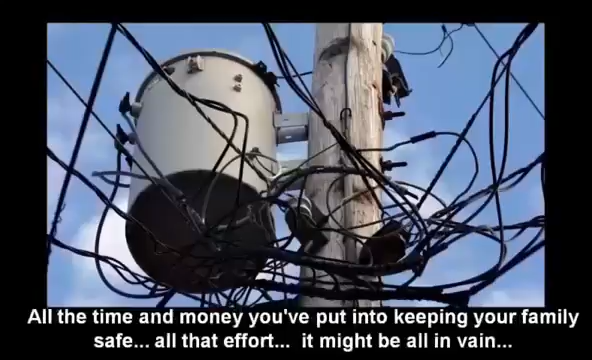 All the time and money you've put into keeping your family
safe... all that effort...  it might be all in vain...